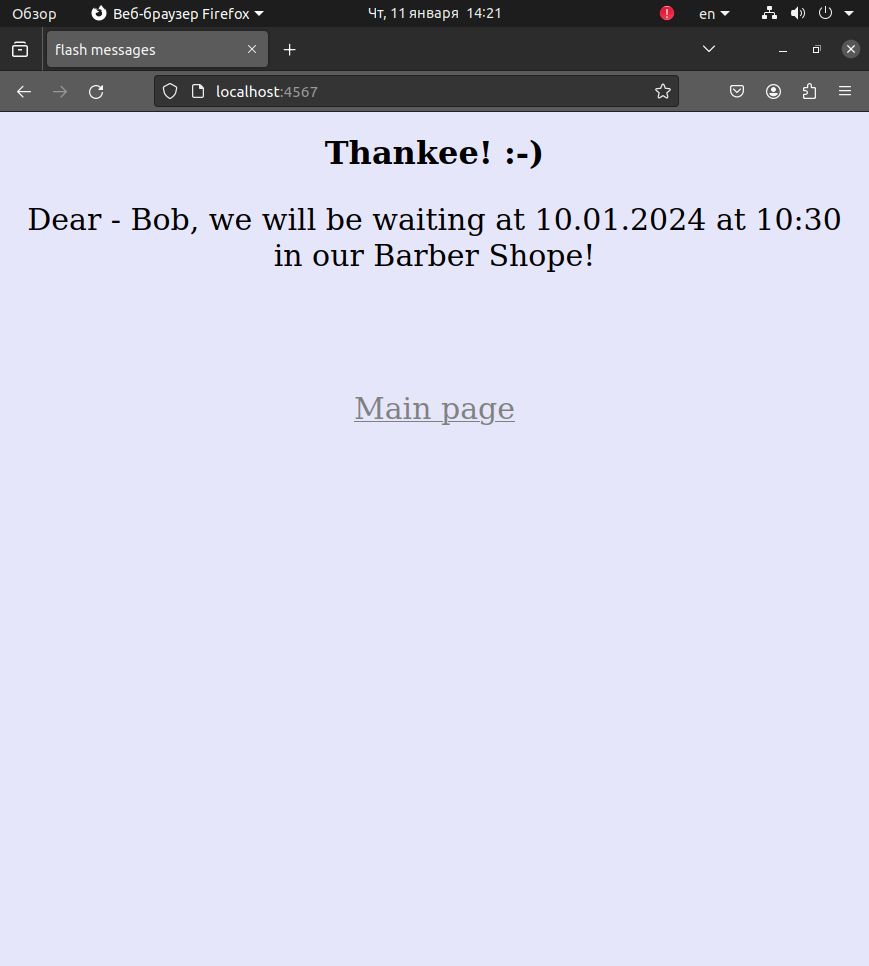 Обзор Веб-браузер Firefox Чт, 11 января 14:21 en
flash messages
localhost:4567
Thankee! :-)
Dear - Bob, we will be waiting at 10.01.2024 at 10:30
in our Barber Shope!
Main page